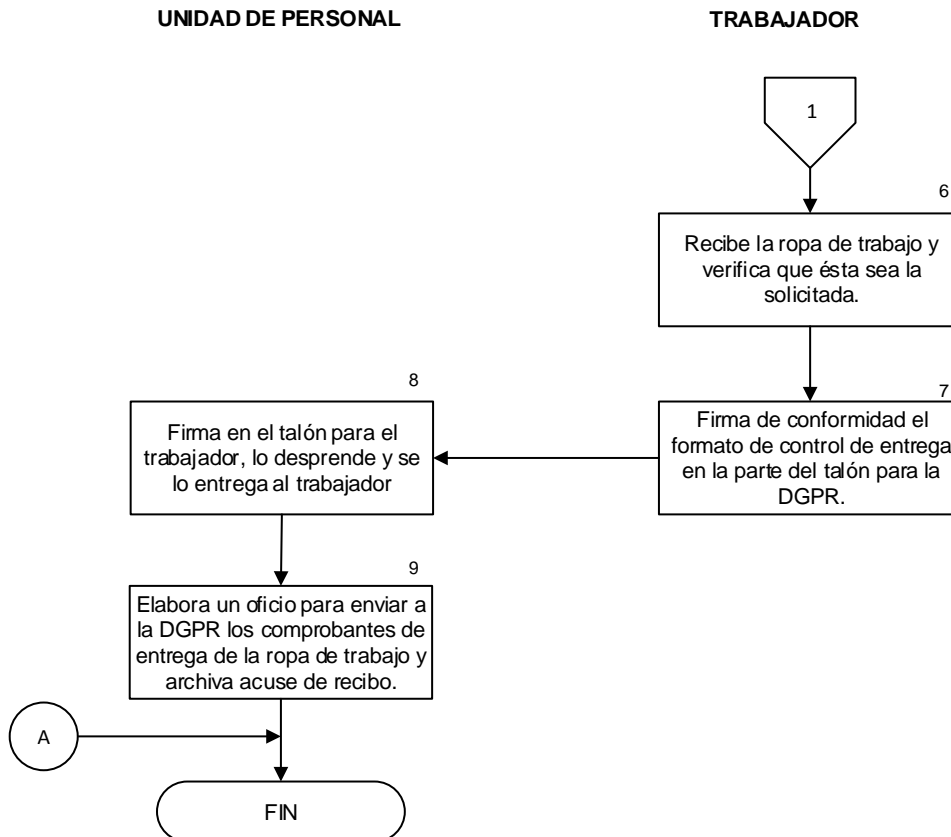 UNIDAD DE PERSONAL
TRABAJADOR
1
6
Recibe la ropa de trabajo y
verifica que ésta sea la
solicitada.
7
Firma de conformidad el
formato de control de entrega
en la parte del talón para la
DGPR.
8
Firma en el talón para el
trabajador, lo desprende y se
lo entrega al trabajador
9
Elabora un oficio para enviar a
la DGPR los comprobantes de
entrega de la ropa de trabajo y
archiva acuse de recibo.
A
FIN